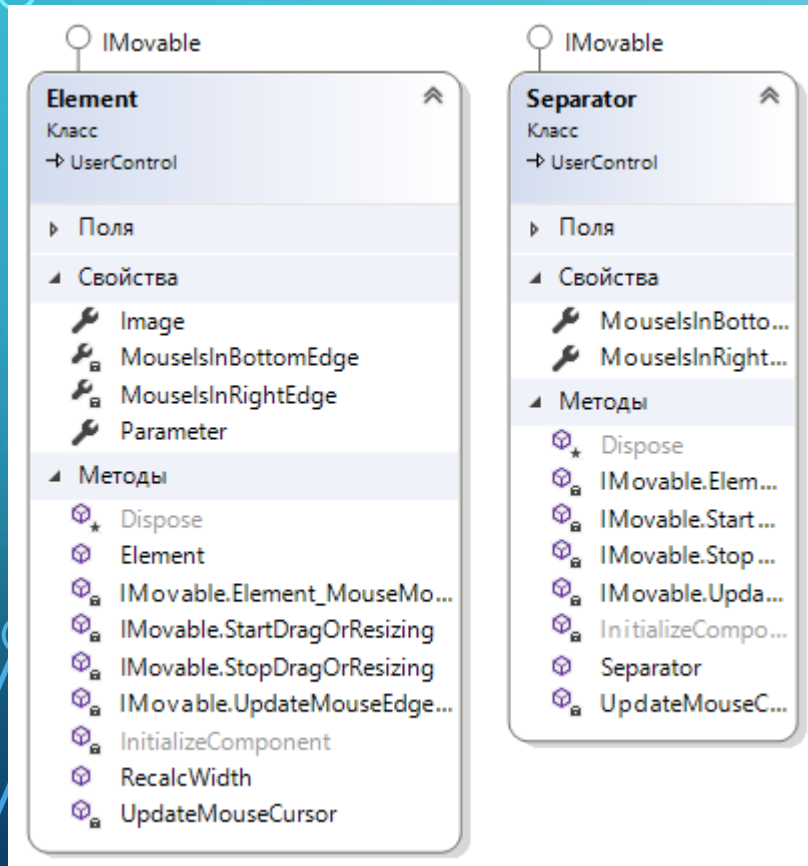 IMovable
Element
Класс
UserControl
Поля
Свойства
Image
MouseIsInBottomEdge
MouseIsInRightEdge
Parameter
Методы
Dispose
Element
IMovable.Element_MouseMo...
IMovable.StartDragOrResizing
IMovable.StopDragOrResizing
IMovable.UpdateMouseEdge...
InitializeComponent
RecalcWidth
UpdateMouseCursor
IMovable
Separator
Класс
UserControl
Поля
Свойства
MouseIsInBotto...
MouseIsInRight...
Методы
Dispose
IMovable.Elem...
IMovable.Start...
IMovable.Stop...
IMovable.Upda...
InitializeCompo...
Separator
UpdateMouseC...